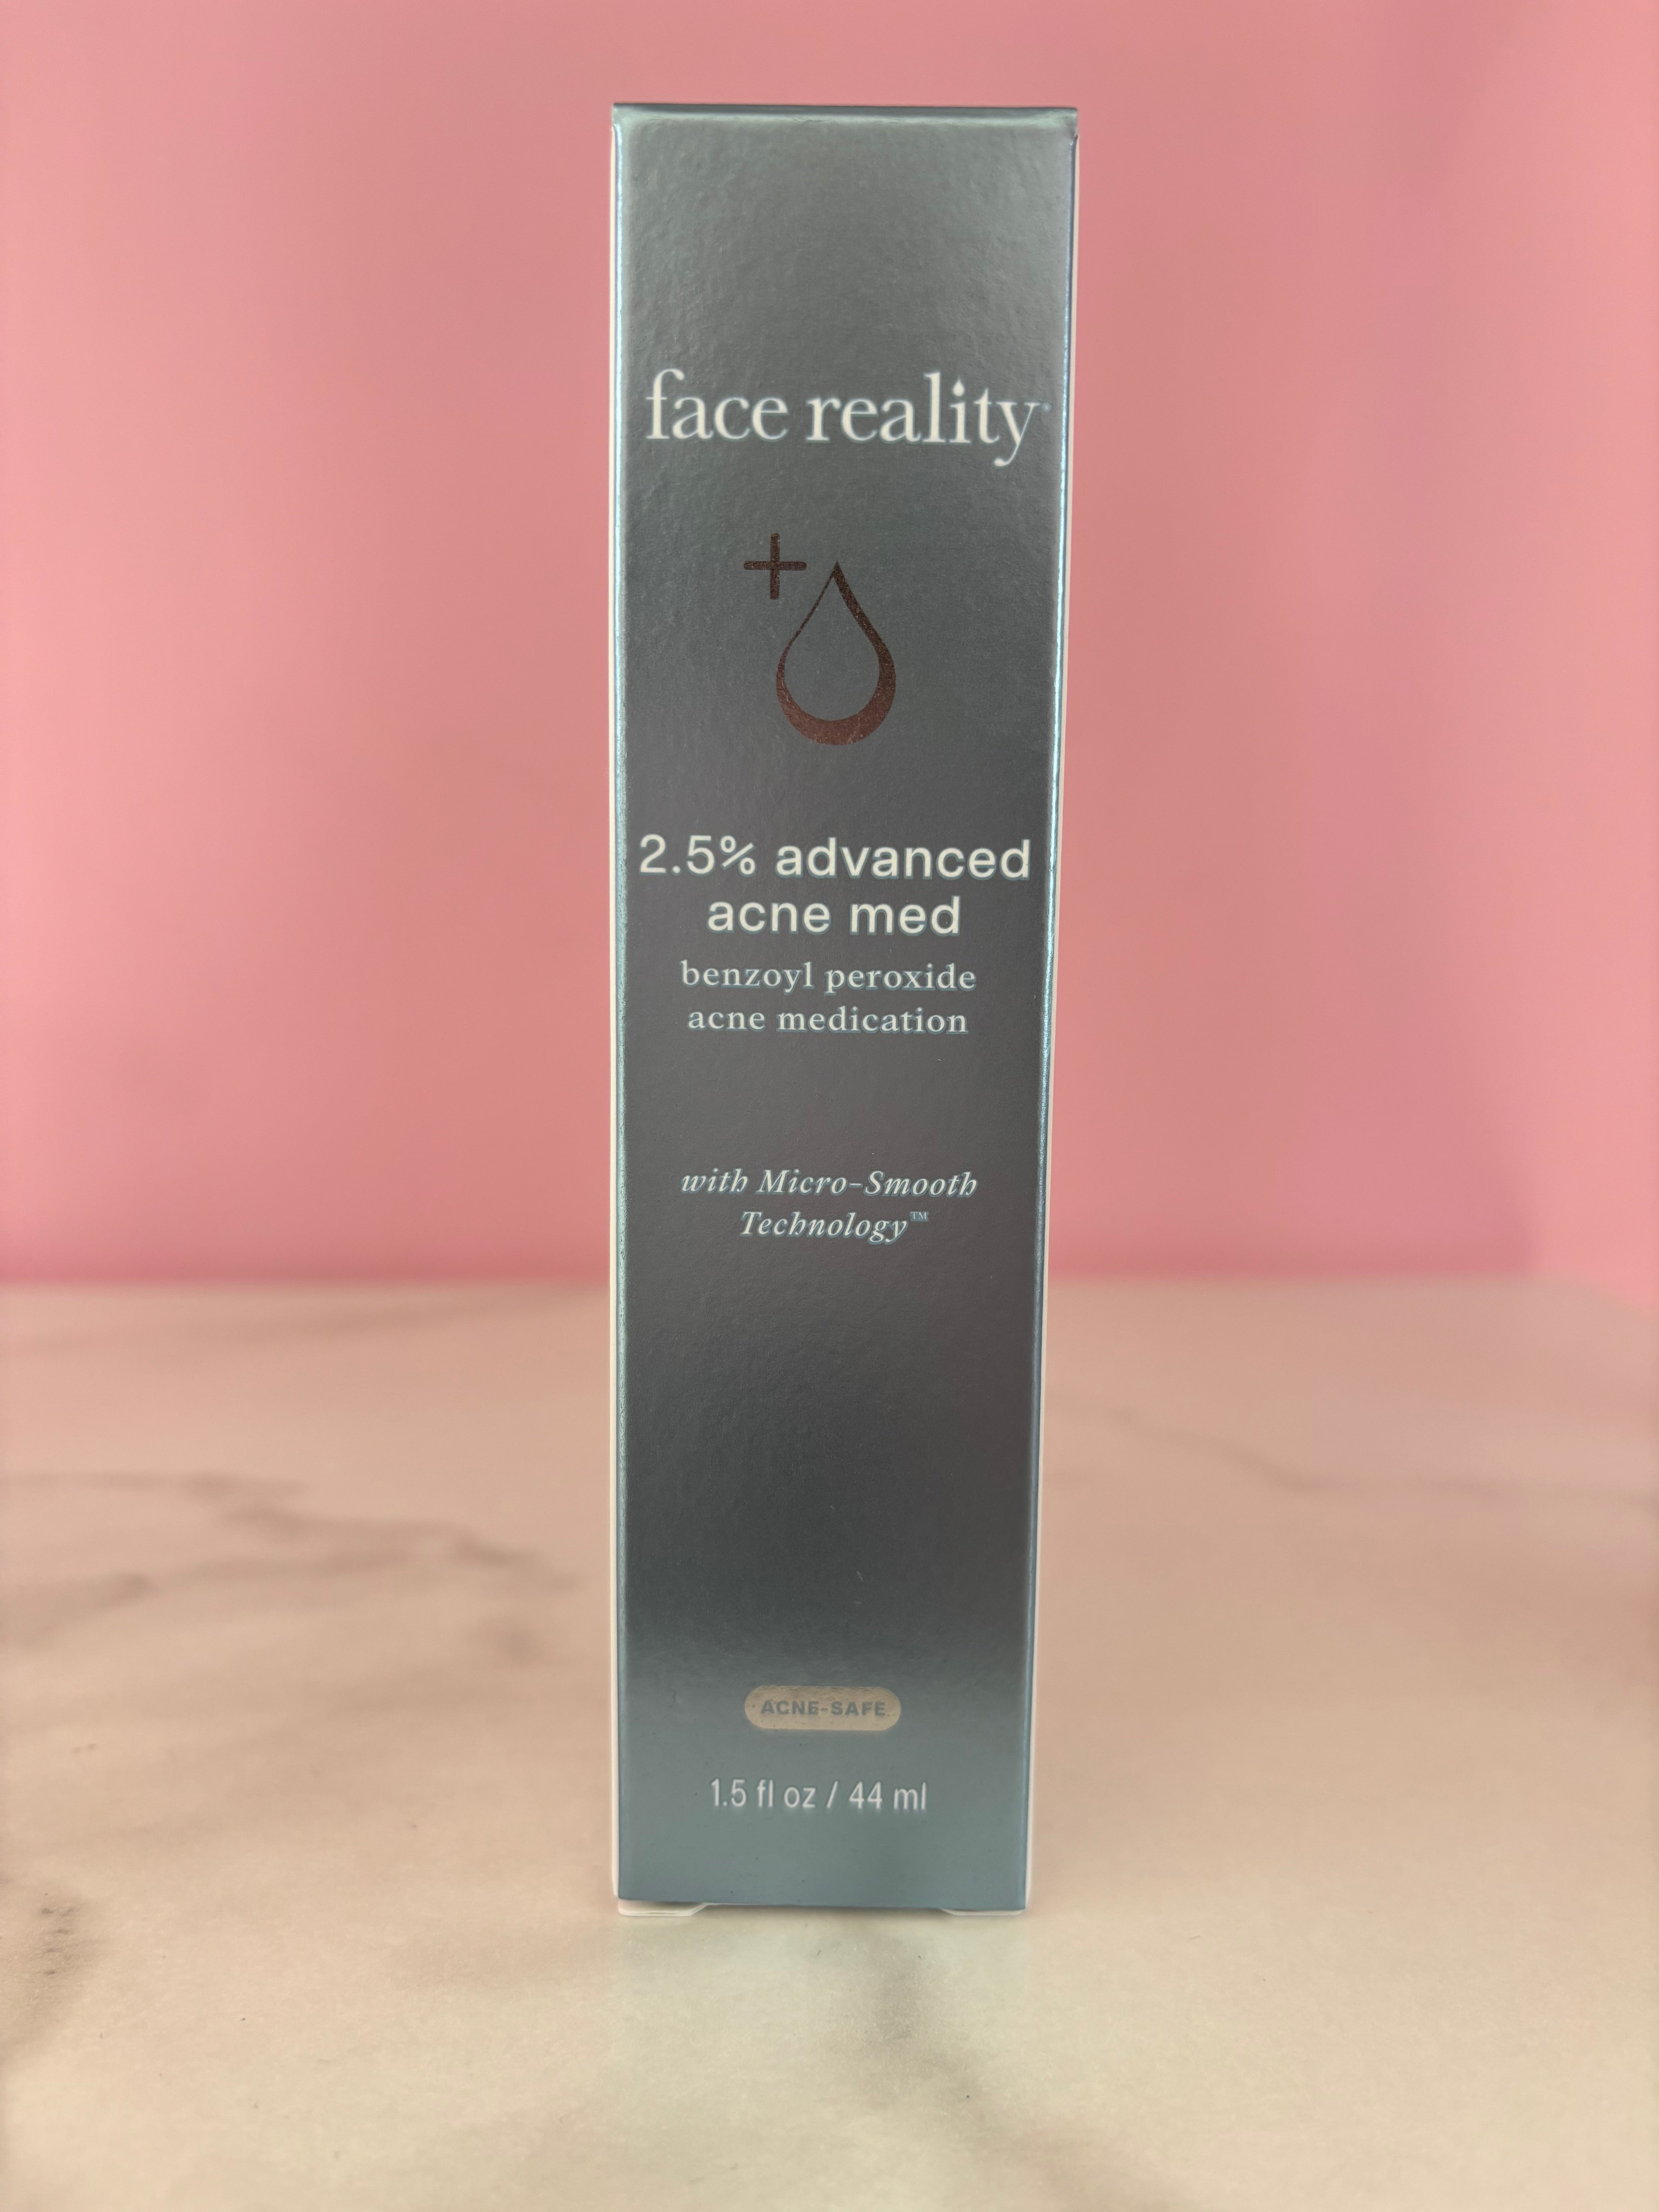 face reality
2.5% advanced
acne med
benzoyl peroxide
acne medication
with Micro-Smooth
Technology™
ACNE-SAFE
1.5 fl oz / 44 ml